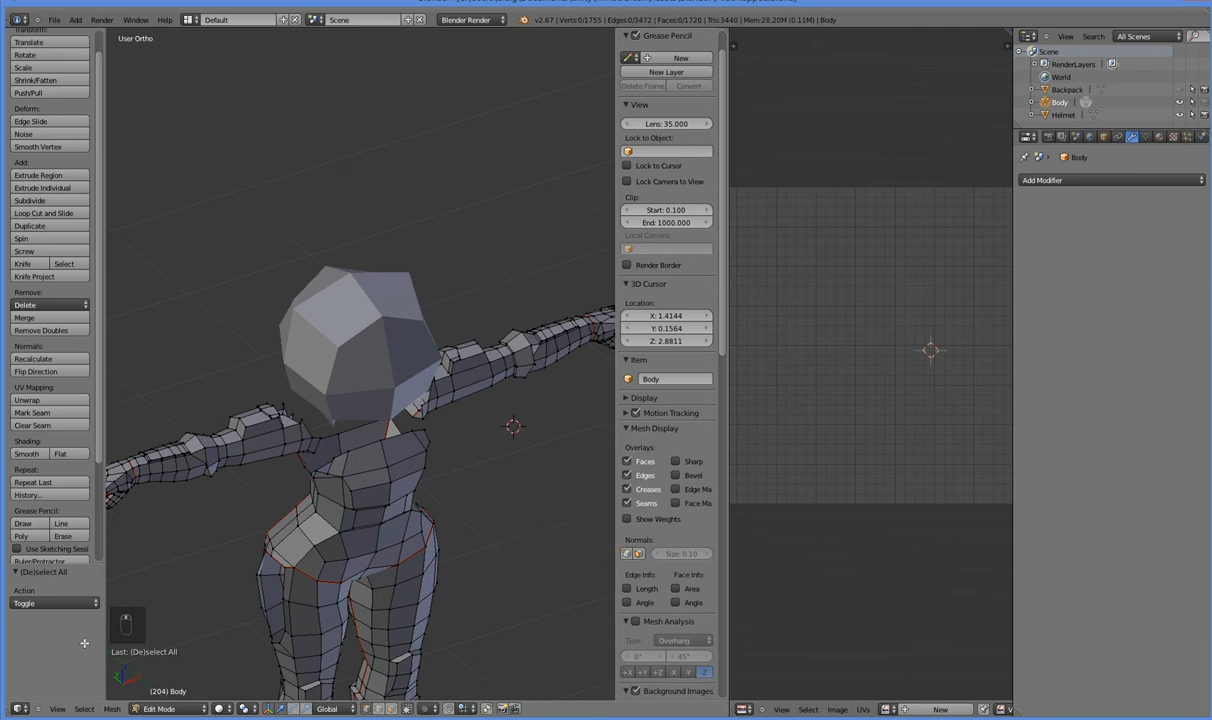 File Add Render Window Help Default Scene Blender Render v2.67 | Verts:0/1755 | Edges:0/3472 | Faces:0/1720 | Tris:3440 | Mem:28.20M (0.11M) | Body
Transform:
Translate
Rotate
Scale
Shrink/Fatten
Push/Pull
Deform:
Edge Slide
Noise
Smooth Vertex
Add:
Extrude Region
Extrude Individual
Subdivide
Loop Cut and Slide
Duplicate
Spin
Screw
Knife Select
Knife Project
Remove:
Delete
Merge
Remove Doubles
Normals:
Recalculate
Flip Direction
UV Mapping:
Unwrap
Mark Seam
Clear Seam
Shading:
Smooth Flat
Repeat:
Repeat Last
History...
Grease Pencil:
Draw Line
Poly Erase
Use Sketching Sessi
Ruler/Protractor
(De)select All
Action
Toggle
User Ortho
Last: (De)select All
(204) Body
View Select Mesh Edit Mode Global
Grease Pencil
New
New Layer
Delete Frame Convert
View
Lens: 35.000
Lock to Object:
Lock to Cursor
Lock Camera to View
Clip:
Start: 0.100
End: 1000.000
Local Camera:
Render Border
3D Cursor
Location:
X: 1.4144
Y: 0.1564
Z: 2.8811
Item
Body
Display
Motion Tracking
Mesh Display
Overlays:
Faces Sharp
Edges Bevel
Creases Edge Ma
Seams Face Ma
Show Weights
Normals:
Size: 0.10
Edge Info: Face Info:
Length Area
Angle Angle
Mesh Analysis
Type: Overhang
0° 45°
+X +Y +Z -X -Y -Z
Background Images
View Select Image UVs New
View Search All Scenes
Scene
RenderLayers
World
Backpack
Body
Helmet
Body
Add Modifier